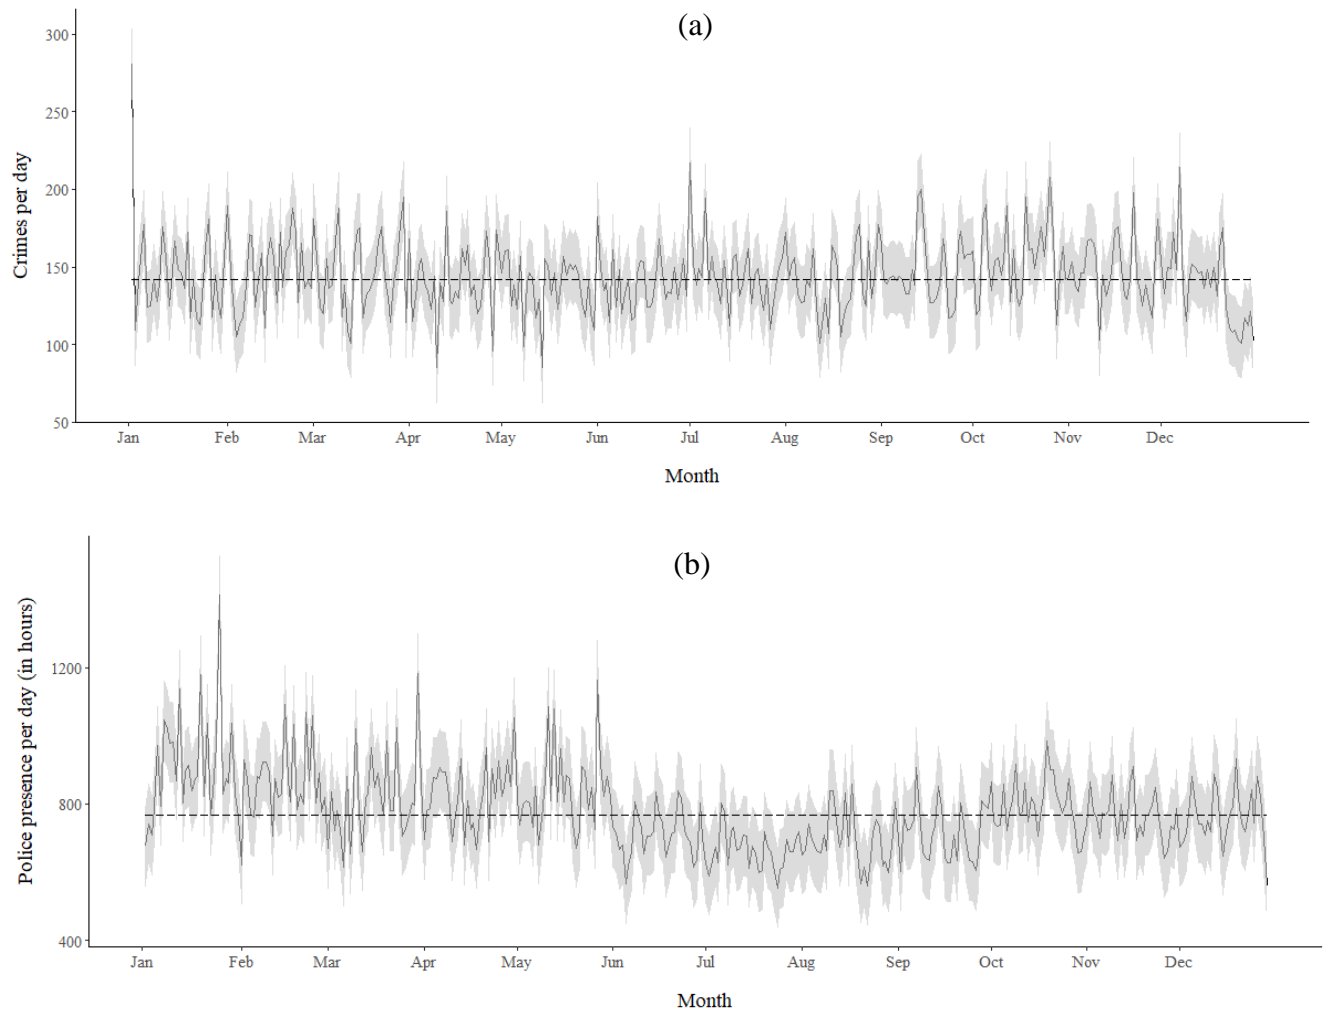 (a)
Crimes per day
300
250
200
150
100
50
Jan Feb Mar Apr May Jun Jul Aug Sep Oct Nov Dec
Month
(b)
Police presence per day (in hours)
1200
800
400
Jan Feb Mar Apr May Jun Jul Aug Sep Oct Nov Dec
Month